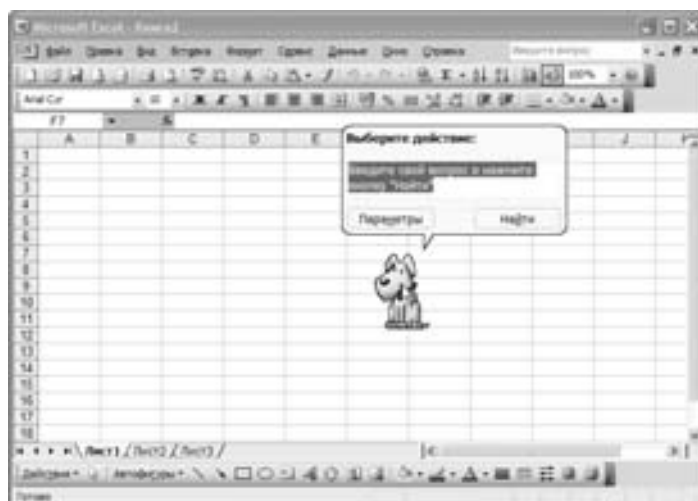 Microsoft Excel - Книга1
Файл Правка Вид Вставка Формат Сервис Данные Окно Справка Введите вопрос
100%
Arial Cyr
F7
A B C D E J
Выберите действие:
Введите свой вопрос и нажмите
кнопку "Найти"
Параметры Найти
1
2
3
4
5
6
7
8
9
10
11
12
13
14
15
16
17
18
Лист1 / Лист2 / Лист3 /
Действия Автофигуры
Готово